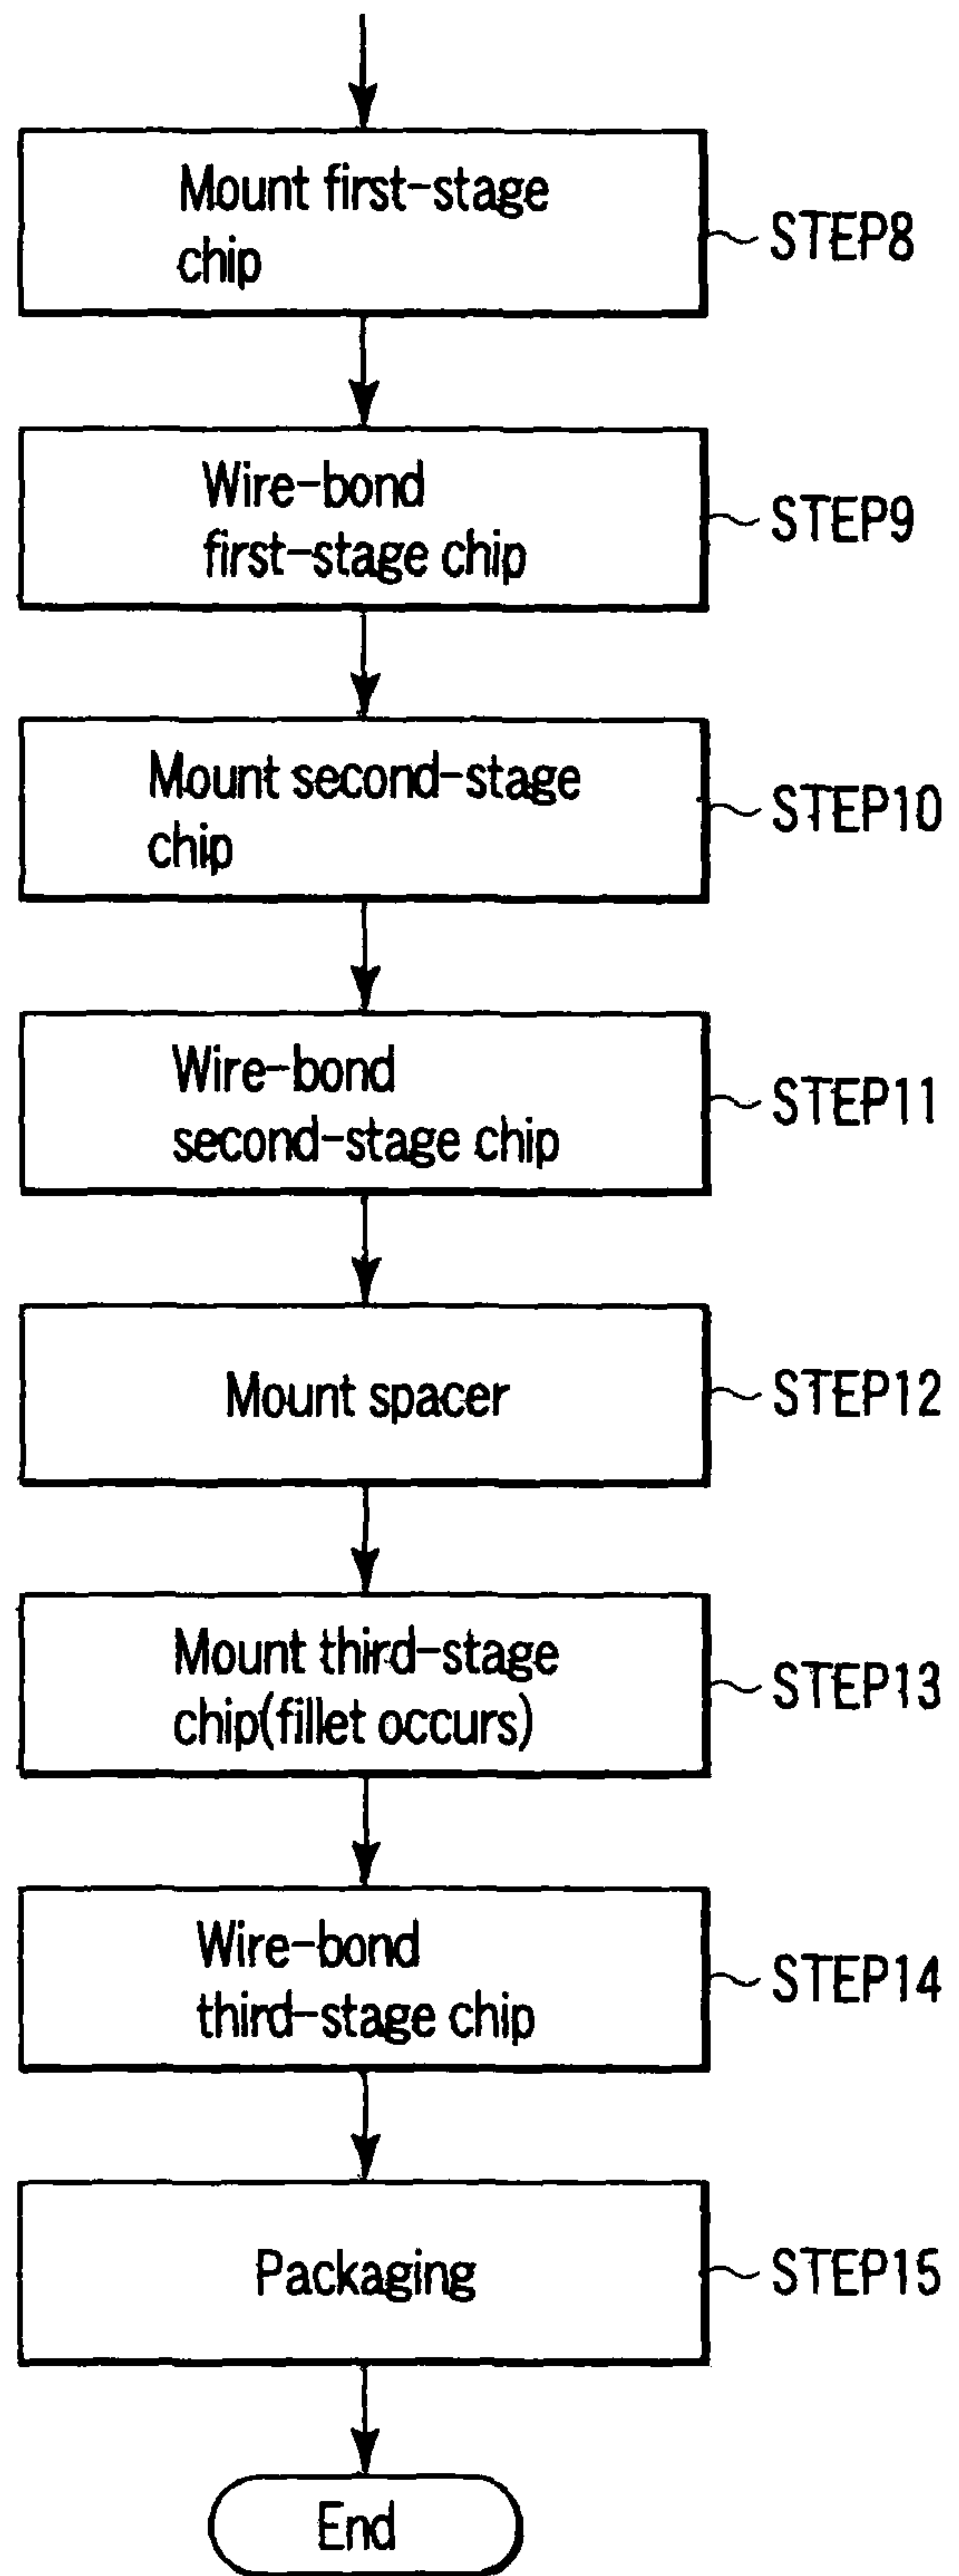 Mount first-stage
chip
STEP8
Wire-bond
first-stage chip
STEP9
Mount second-stage
chip
STEP10
Wire-bond
second-stage chip
STEP11
Mount spacer
STEP12
Mount third-stage
chip(fillet occurs)
STEP13
Wire-bond
third-stage chip
STEP14
Packaging
STEP15
End